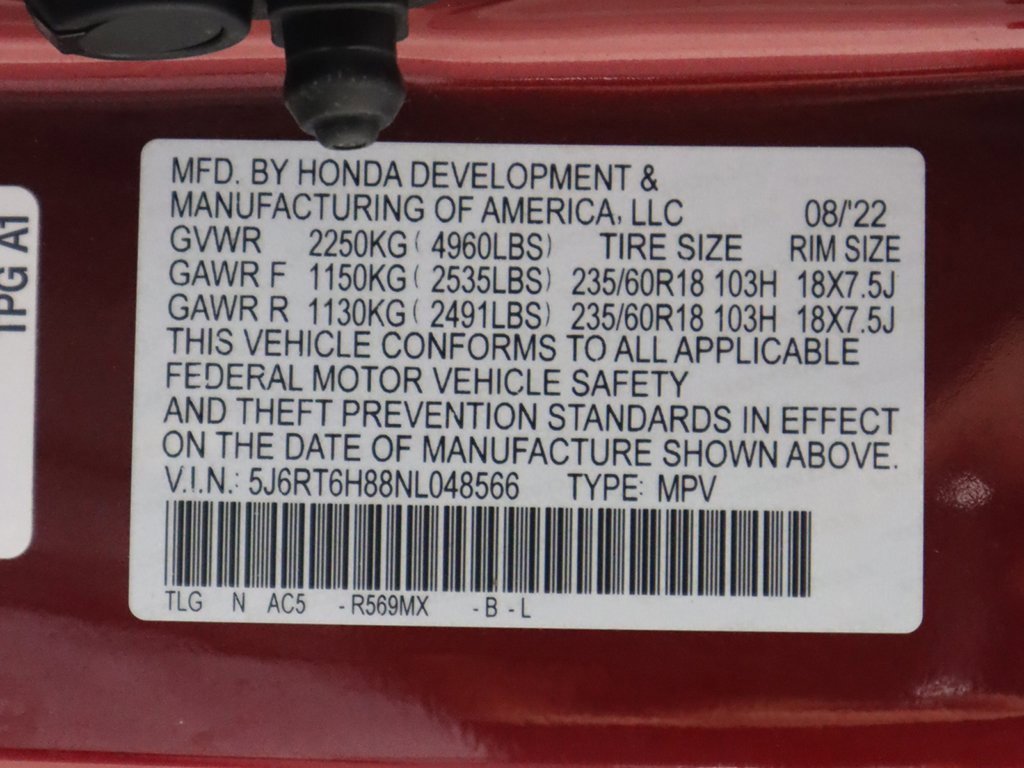 MFD. BY HONDA DEVELOPMENT &
MANUFACTURING OF AMERICA, LLC 08/'22
GVWR 2250KG ( 4960LBS) TIRE SIZE RIM SIZE
GAWR F 1150KG ( 2535LBS) 235/60R18 103H 18X7.5J
GAWR R 1130KG ( 2491LBS) 235/60R18 103H 18X7.5J
THIS VEHICLE CONFORMS TO ALL APPLICABLE
FEDERAL MOTOR VEHICLE SAFETY
AND THEFT PREVENTION STANDARDS IN EFFECT
ON THE DATE OF MANUFACTURE SHOWN ABOVE.
V.I.N.: 5J6RT6H88NL048566 TYPE: MPV
TLG N AC5 -R569MX -B -L
TPG A1